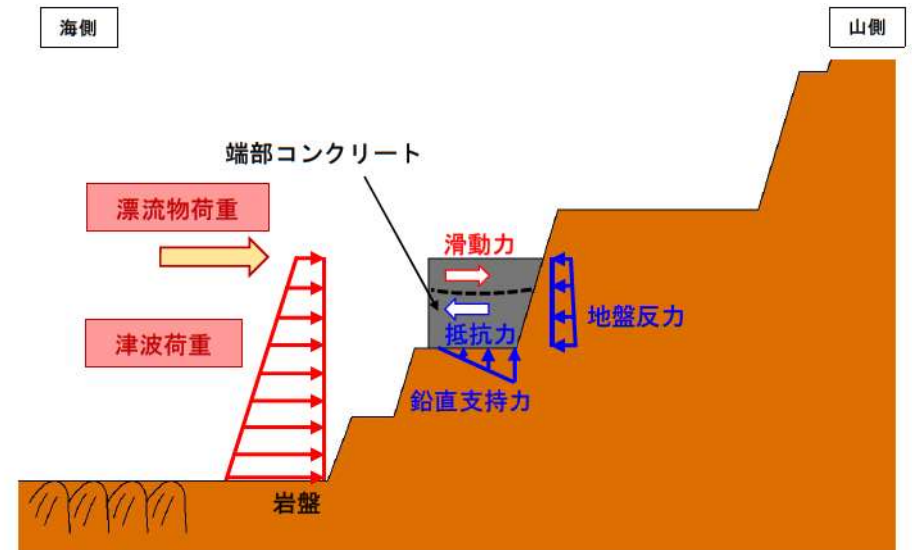 海側
山側
端部コンクリート
漂流物荷重
滑動力
地盤反力
津波荷重
抵抗力
鉛直支持力
岩盤